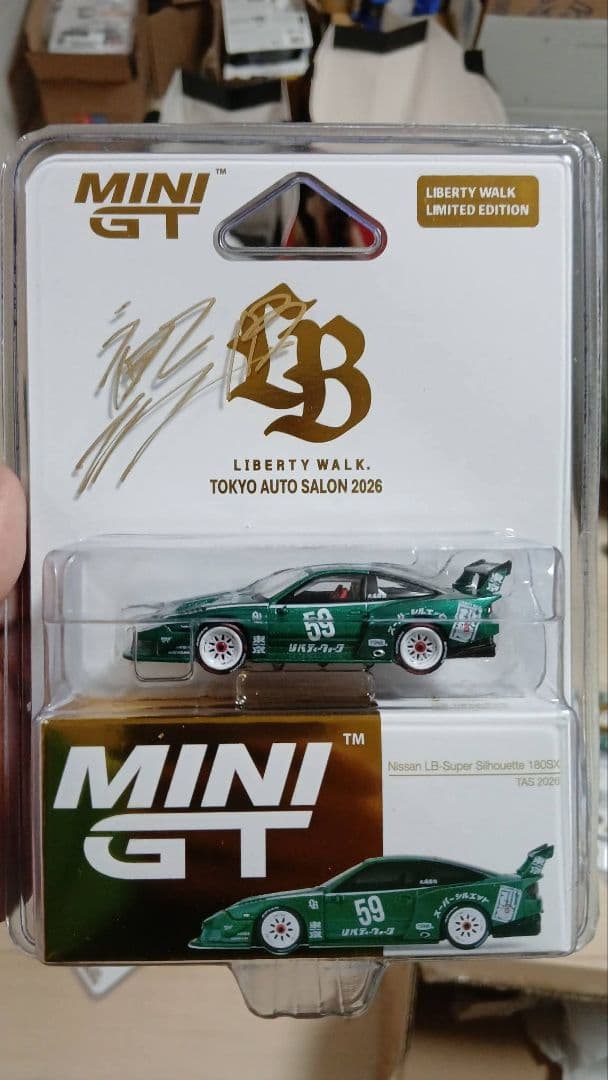 MINI
GT
™
LIBERTY WALK
LIMITED EDITION
LB
LIBERTY WALK.
TOKYO AUTO SALON 2026
59
東京
リバティーウォーク
スーパーシルエット
MINI
GT
™
Nissan LB-Super Silhouette 180SX
TAS 2026
LB
東京
59
リバティーウォーク
スーパーシルエット